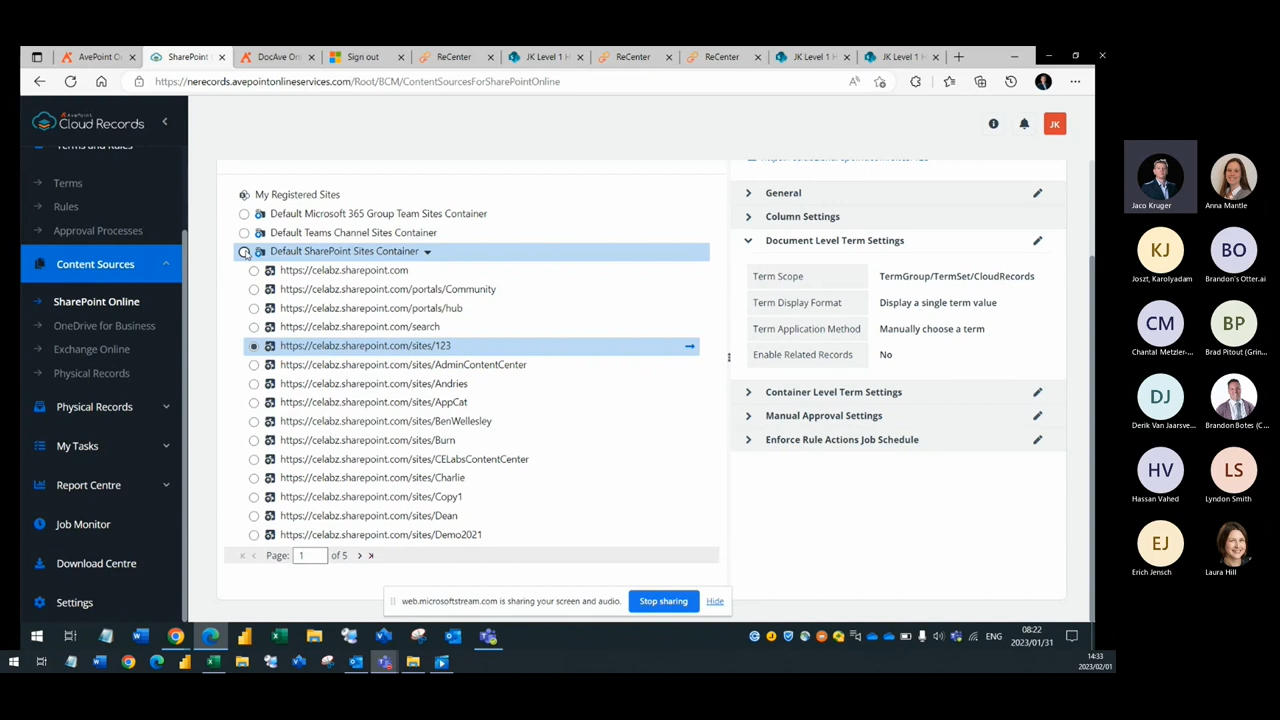 AvePoint O
SharePoint
DocAve On
Sign out
ReCenter
JK Level 1 H
ReCenter
ReCenter
JK Level 1 H
JK Level 1 H
https://nerecords.avepointonlineservices.com/Root/BCM/ContentSourcesForSharePointOnline
AvePoint
Cloud Records
JK
Terms and Rules
Terms
Rules
Approval Processes
Content Sources
SharePoint Online
OneDrive for Business
Exchange Online
Physical Records
Physical Records
My Tasks
Report Centre
Job Monitor
Download Centre
Settings
My Registered Sites
Default Microsoft 365 Group Team Sites Container
Default Teams Channel Sites Container
Default SharePoint Sites Container
https://celabz.sharepoint.com
https://celabz.sharepoint.com/portals/Community
https://celabz.sharepoint.com/portals/hub
https://celabz.sharepoint.com/search
https://celabz.sharepoint.com/sites/123
https://celabz.sharepoint.com/sites/AdminContentCenter
https://celabz.sharepoint.com/sites/Andries
https://celabz.sharepoint.com/sites/AppCat
https://celabz.sharepoint.com/sites/BenWellesley
https://celabz.sharepoint.com/sites/Burn
https://celabz.sharepoint.com/sites/CELabsContentCenter
https://celabz.sharepoint.com/sites/Charlie
https://celabz.sharepoint.com/sites/Copy1
https://celabz.sharepoint.com/sites/Dean
https://celabz.sharepoint.com/sites/Demo2021
Page: 1 of 5
General
Column Settings
Document Level Term Settings
Term Scope TermGroup/TermSet/CloudRecords
Term Display Format Display a single term value
Term Application Method Manually choose a term
Enable Related Records No
Container Level Term Settings
Manual Approval Settings
Enforce Rule Actions Job Schedule
web.microsoftstream.com is sharing your screen and audio. Stop sharing Hide
ENG
08:22
2023/01/31
14:33
2023/02/01
Jaco Kruger
Anna Mantle
KJ
Joszt, Karolyadam
BO
Brandon's Otter.ai
CM
Chantal Metzler-...
BP
Brad Pitout (Grin...
DJ
Derik Van Jaarsve...
Brandon Botes (C...
HV
Hassan Vahed
LS
Lyndon Smith
EJ
Erich Jensch
Laura Hill